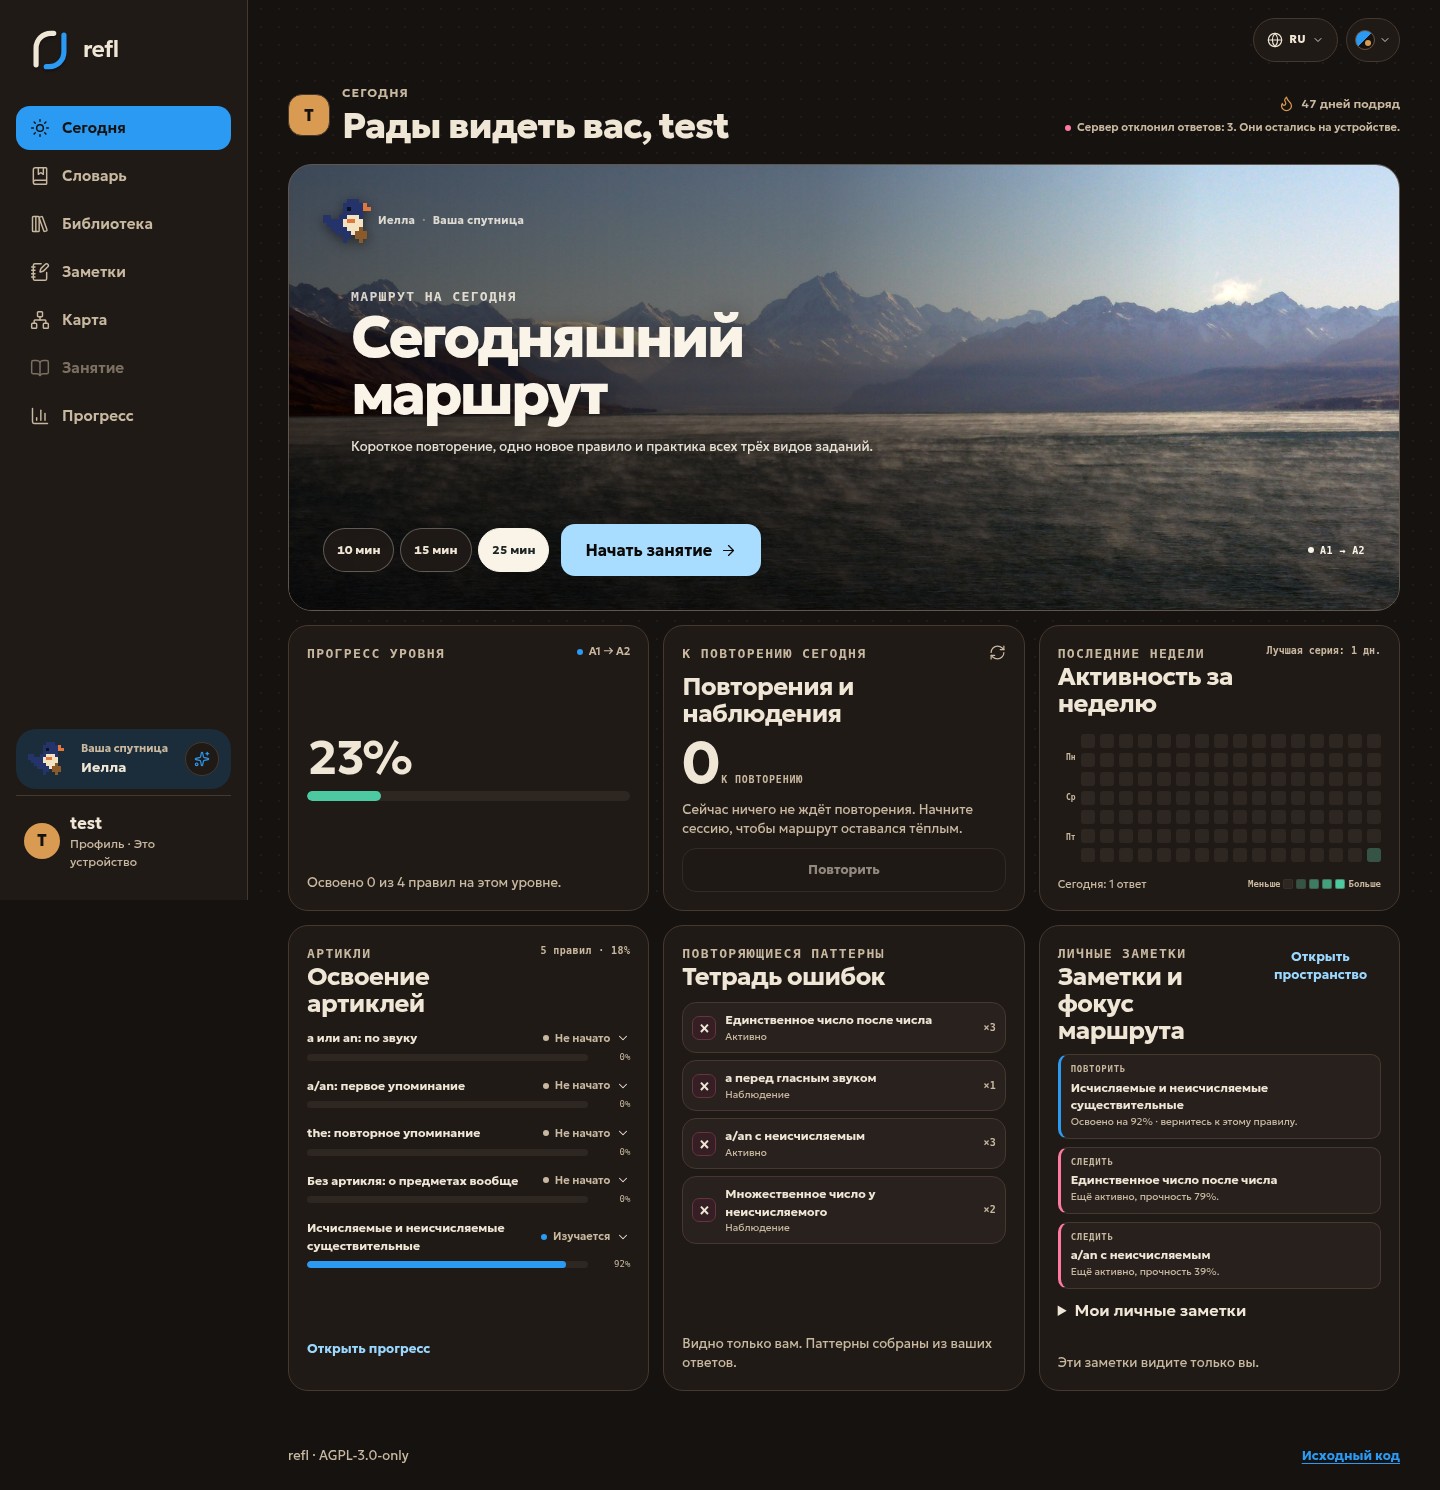 refl
Сегодня
Словарь
Библиотека
Заметки
Карта
Занятие
Прогресс
Ваша спутница
Иелла
T
test
Профиль · Это
устройство
RU
T
СЕГОДНЯ
Рады видеть вас, test
47 дней подряд
Сервер отклонил ответов: 3. Они остались на устройстве.
Иелла · Ваша спутница
МАРШРУТ НА СЕГОДНЯ
Сегодняшний
маршрут
Короткое повторение, одно новое правило и практика всех трёх видов заданий.
10 мин
15 мин
25 мин
Начать занятие →
A1 → A2
ПРОГРЕСС УРОВНЯ
A1 → A2
23%
Освоено 0 из 4 правил на этом уровне.
К ПОВТОРЕНИЮ СЕГОДНЯ
Повторения и
наблюдения
0 К ПОВТОРЕНИЮ
Сейчас ничего не ждёт повторения. Начните
сессию, чтобы маршрут оставался тёплым.
Повторить
ПОСЛЕДНИЕ НЕДЕЛИ
Лучшая серия: 1 дн.
Активность за
неделю
Пн
Ср
Пт
Сегодня: 1 ответ
Меньше
Больше
АРТИКЛИ
5 правил · 18%
Освоение
артиклей
a или an: по звуку
Не начато
0%
a/an: первое упоминание
Не начато
0%
the: повторное упоминание
Не начато
0%
Без артикля: о предметах вообще
Не начато
0%
Исчисляемые и неисчисляемые
существительные
Изучается
92%
Открыть прогресс
ПОВТОРЯЮЩИЕСЯ ПАТТЕРНЫ
Тетрадь ошибок
Единственное число после числа
Активно
×3
a перед гласным звуком
Наблюдение
×1
a/an с неисчисляемым
Активно
×3
Множественное число у
неисчисляемого
Наблюдение
×2
Видно только вам. Паттерны собраны из ваших
ответов.
ЛИЧНЫЕ ЗАМЕТКИ
Заметки и
фокус
маршрута
Открыть
пространство
ПОВТОРИТЬ
Исчисляемые и неисчисляемые
существительные
Освоено на 92% · вернитесь к этому правилу.
СЛЕДИТЬ
Единственное число после числа
Ещё активно, прочность 79%.
СЛЕДИТЬ
a/an с неисчисляемым
Ещё активно, прочность 39%.
Мои личные заметки
Эти заметки видите только вы.
refl · AGPL-3.0-only
Исходный код